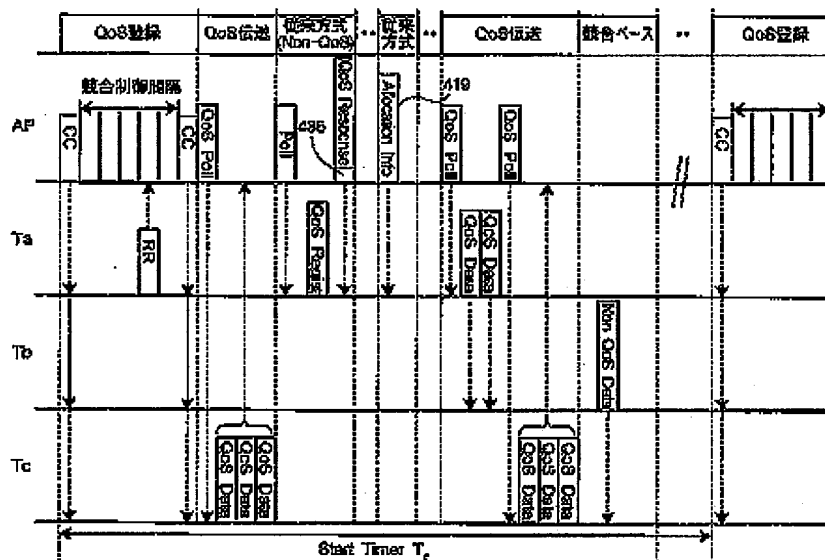 QoS登録
QoS伝送
従来方式
(Non-QoS)
··
従来
方式
··
QoS伝送
競合ベース
··
QoS登録
競合制御間隔
AP
CC
CC
QoS Poll
Poll
435
QoS Response
Allocation Info
419
QoS Poll
QoS Poll
CC
Ta
RR
QoS Regist
QoS Data
QoS Data
Tb
Non QoS Data
Tc
QoS Data
QoS Data
QoS Data
QoS Data
QoS Data
QoS Data
Start Timer T